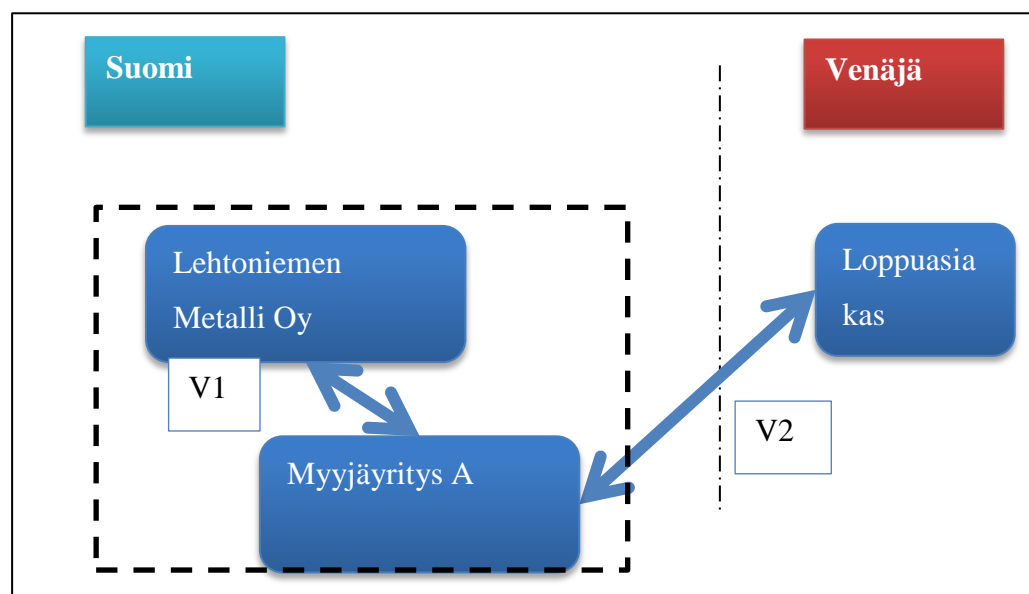 Suomi
Venäjä
Lehtoniemen
Metalli Oy
Loppuasia
kas
V1
V2
Myyjäyritys A